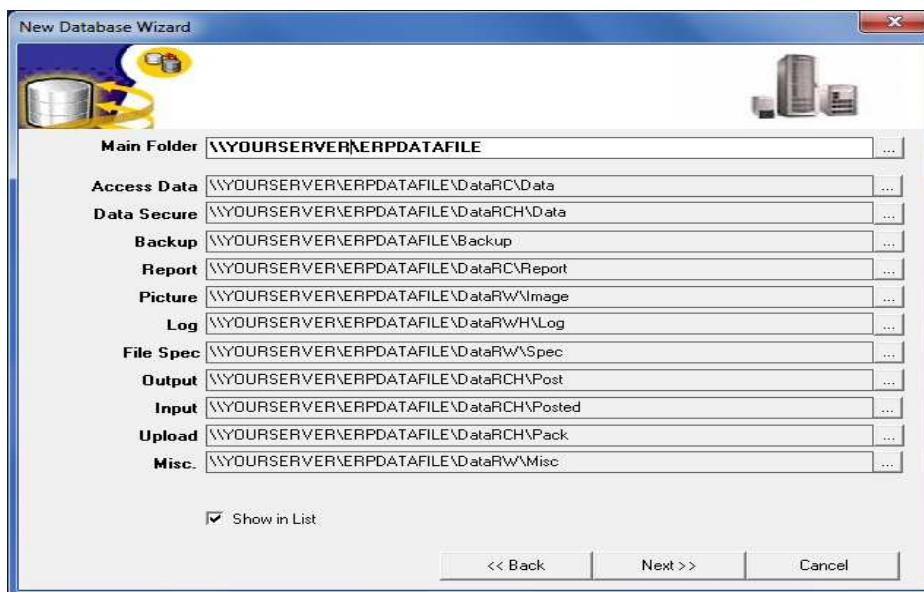 New Database Wizard
Main Folder \\YOURSERVER\ERPDATAFILE ...
Access Data \\YOURSERVER\ERPDATAFILE\DataRC\Data ...
Data Secure \\YOURSERVER\ERPDATAFILE\DataRCH\Data ...
Backup \\YOURSERVER\ERPDATAFILE\Backup ...
Report \\YOURSERVER\ERPDATAFILE\DataRC\Report ...
Picture \\YOURSERVER\ERPDATAFILE\DataRW\Image ...
Log \\YOURSERVER\ERPDATAFILE\DataRWH\Log ...
File Spec \\YOURSERVER\ERPDATAFILE\DataRW\Spec ...
Output \\YOURSERVER\ERPDATAFILE\DataRCH\Post ...
Input \\YOURSERVER\ERPDATAFILE\DataRCH\Posted ...
Upload \\YOURSERVER\ERPDATAFILE\DataRCH\Pack ...
Misc. \\YOURSERVER\ERPDATAFILE\DataRW\Misc ...
Show in List
<< Back Next >> Cancel